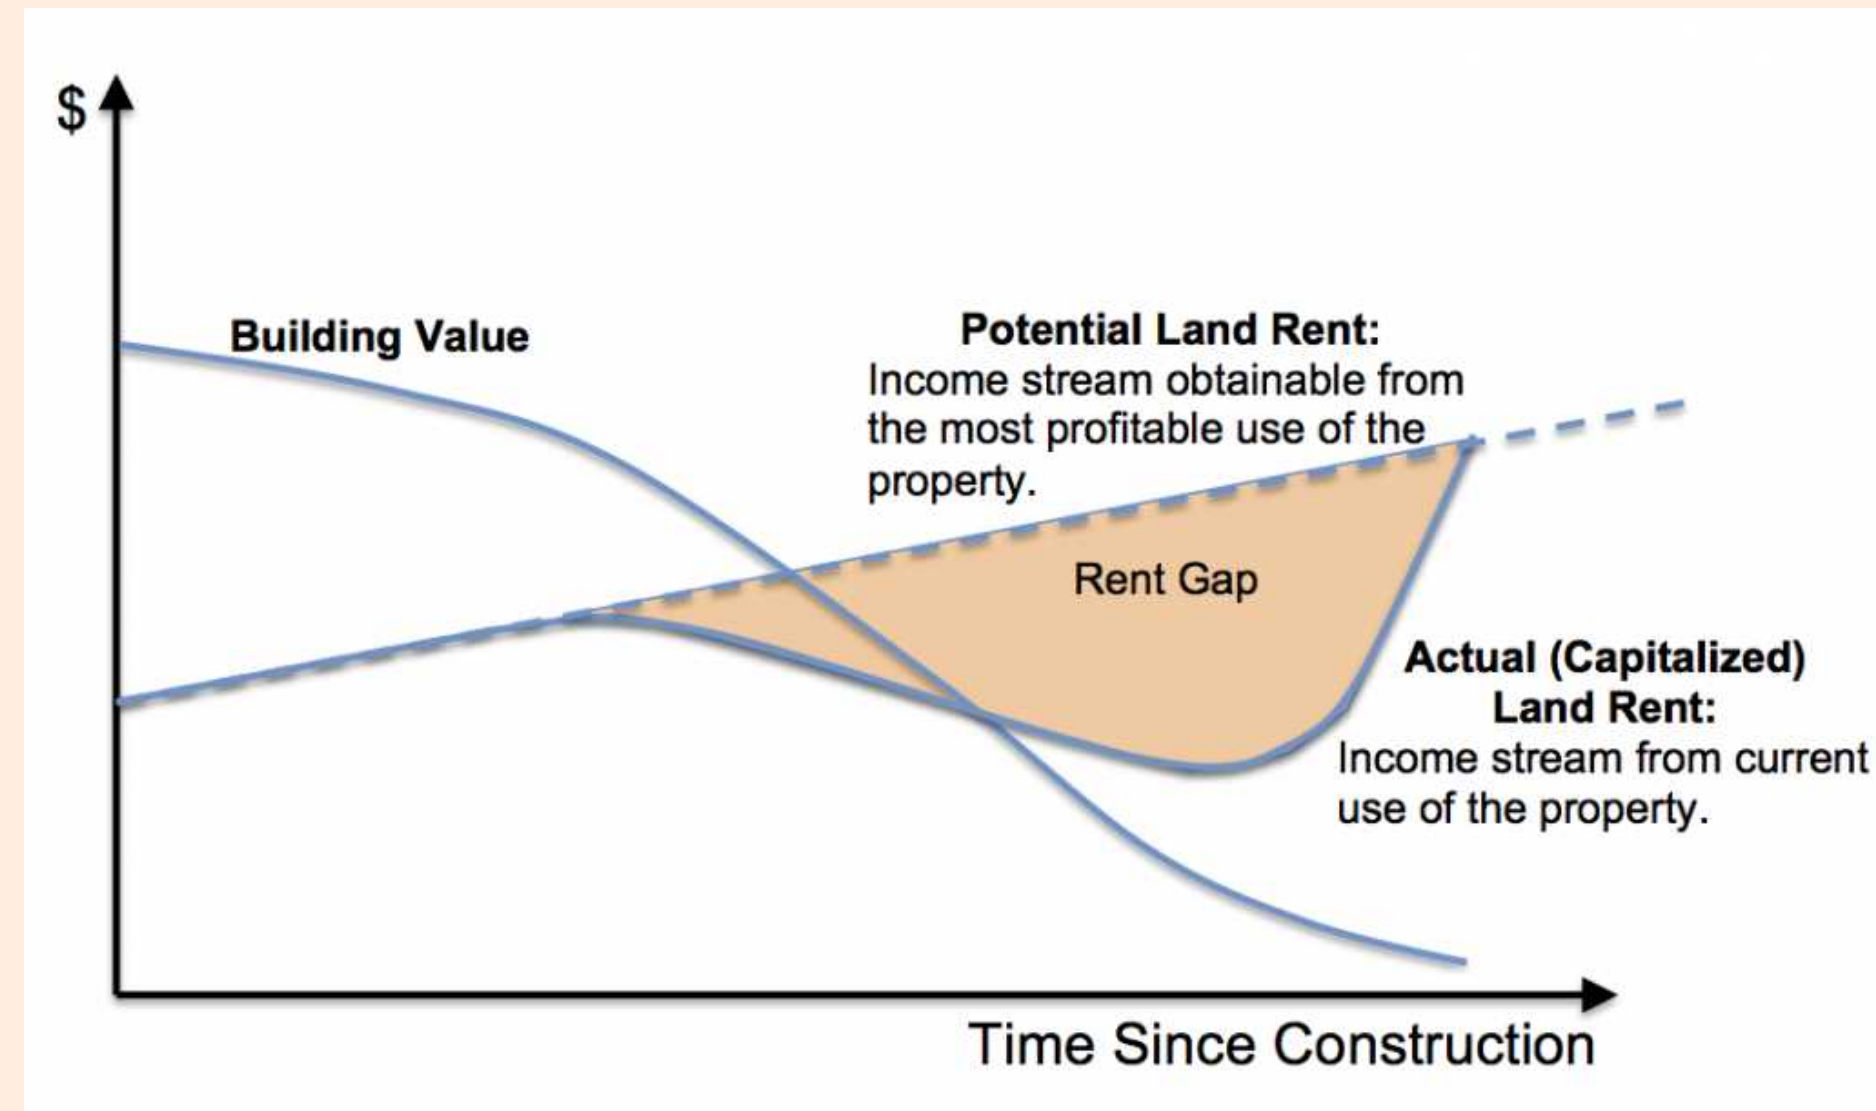 $
Building Value
Potential Land Rent:
Income stream obtainable from
the most profitable use of the
property.
Rent Gap
Actual (Capitalized)
Land Rent:
Income stream from current
use of the property.
Time Since Construction